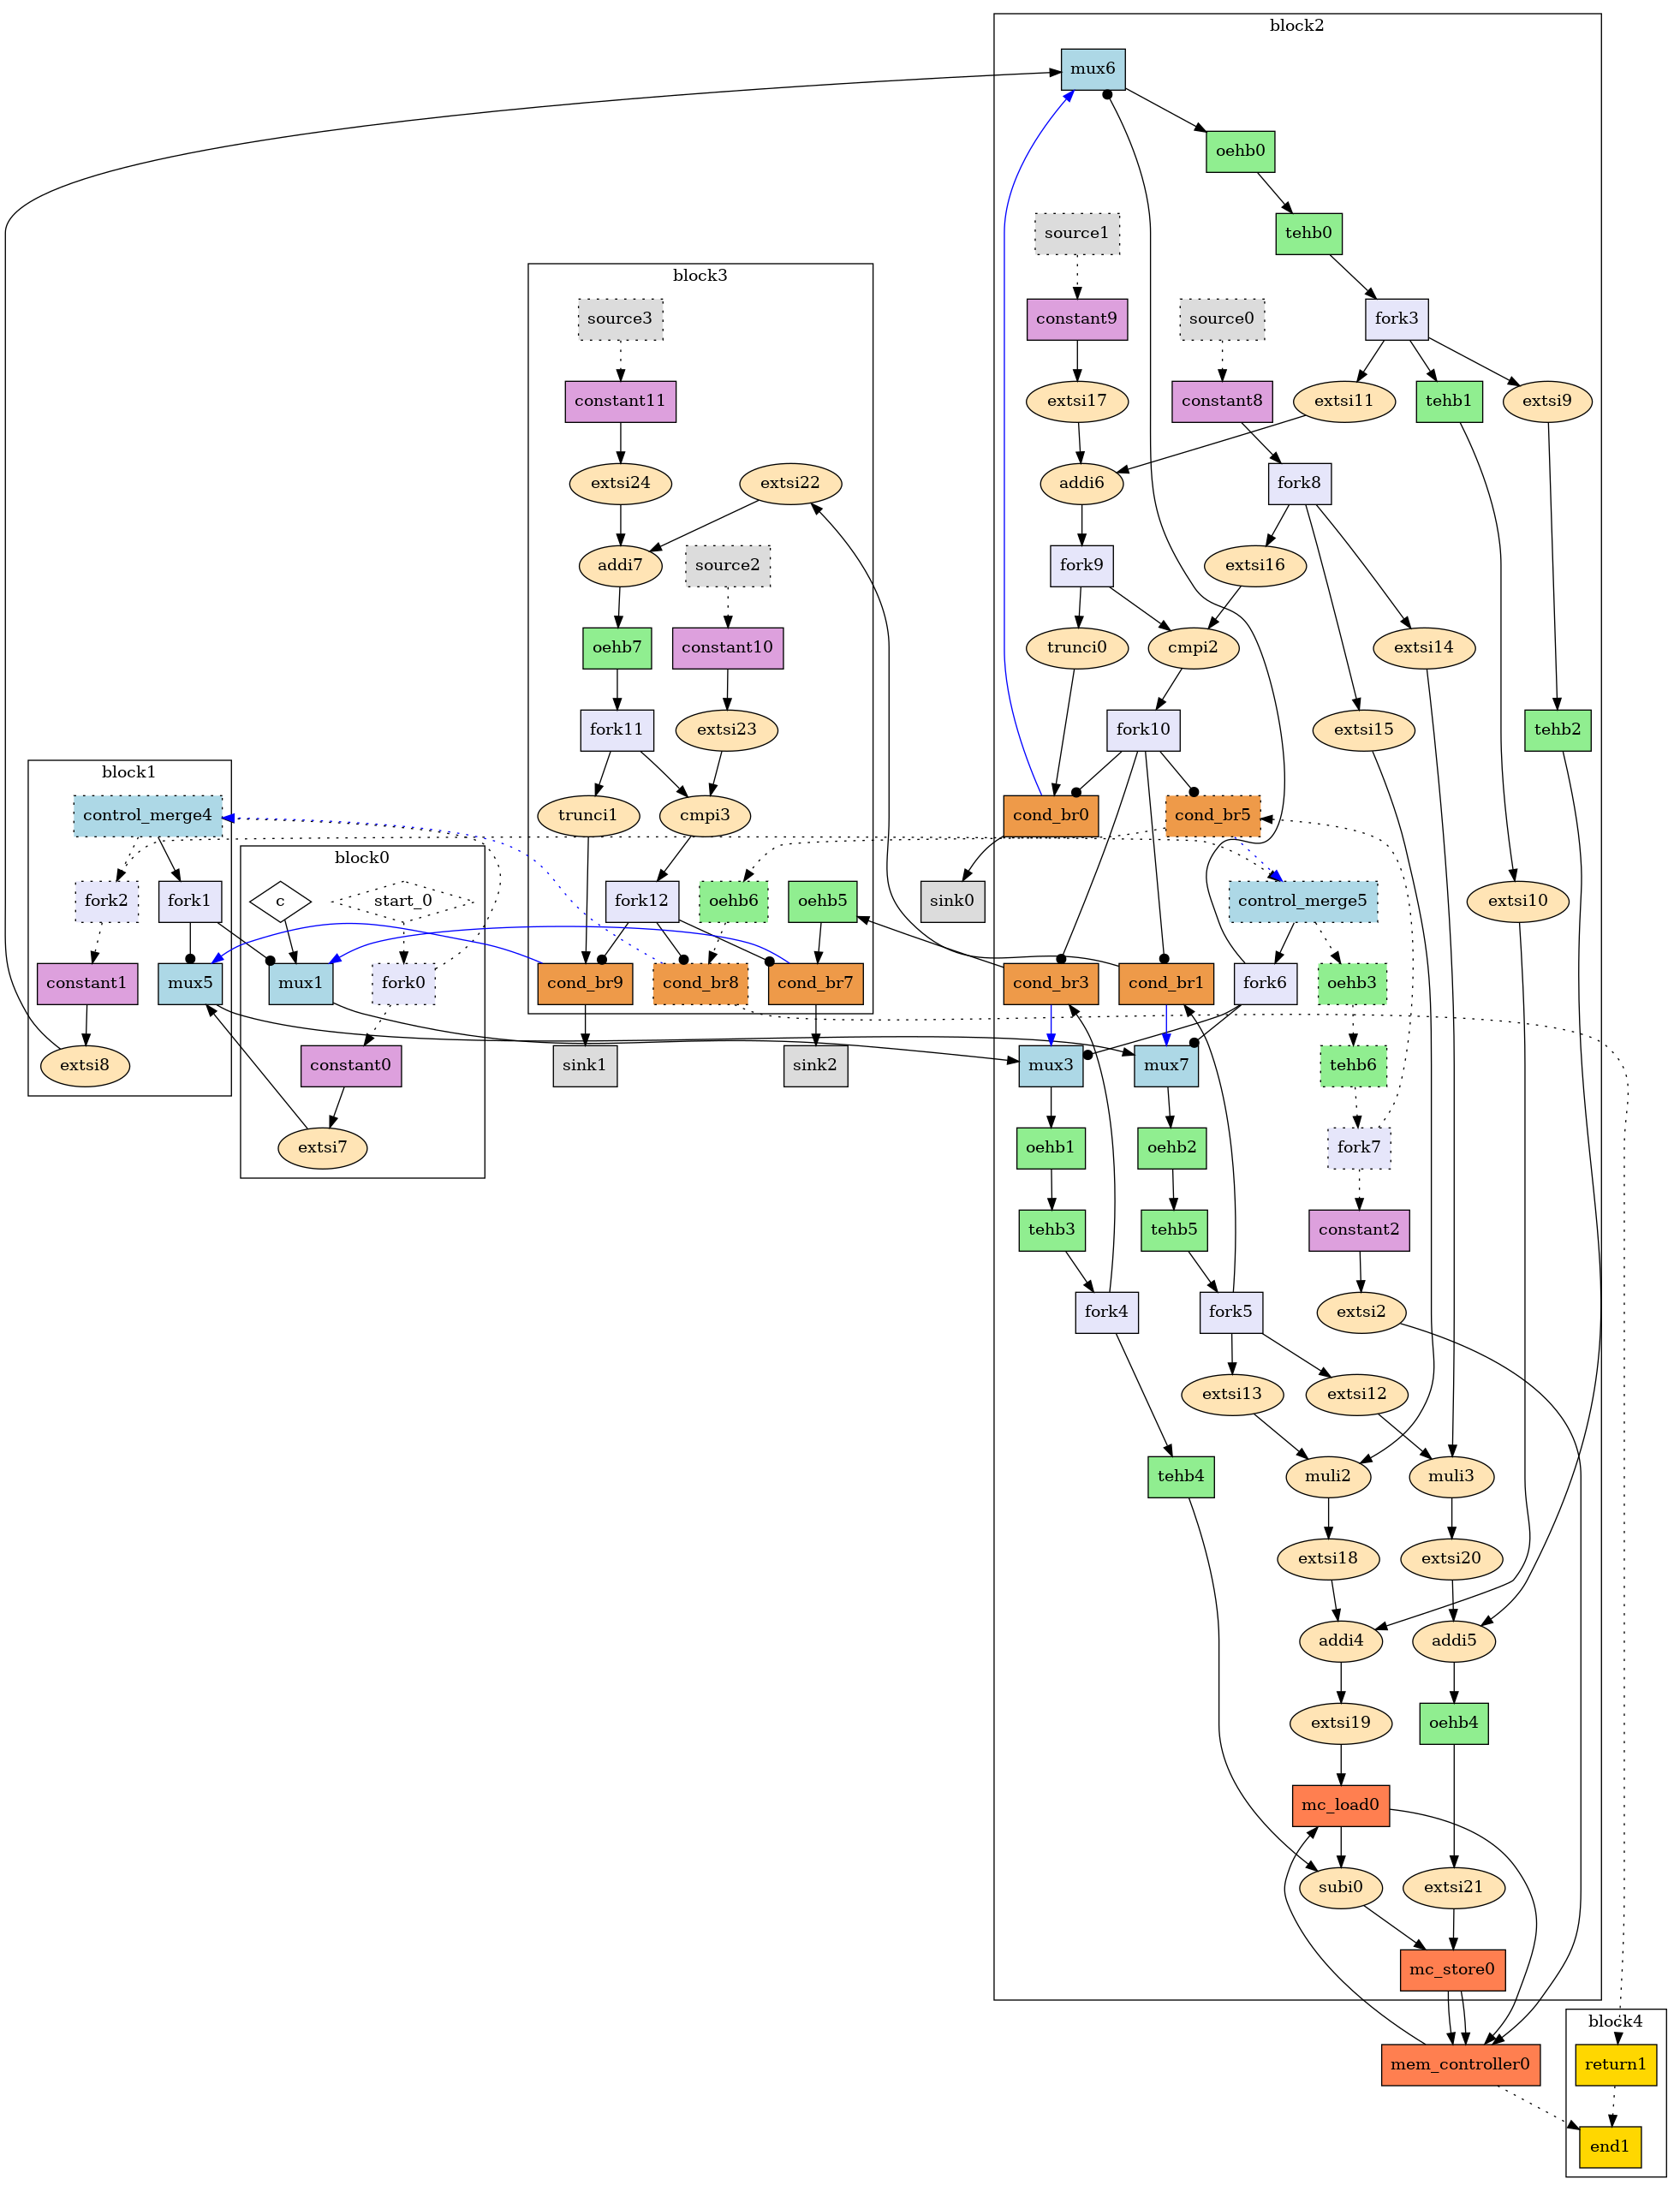 block2
mux6
oehb0
source1
tehb0
block3
source3
constant9
source0
fork3
constant11
extsi17
constant8
extsi11
tehb1
extsi9
extsi24
extsi22
addi6
fork8
addi7
source2
fork9
extsi16
oehb7
constant10
trunci0
cmpi2
extsi14
fork11
extsi23
fork10
extsi15
tehb2
block1
control_merge4
trunci1
cmpi3
cond_br0
cond_br5
block0
fork2
fork1
c
start_0
fork12
oehb6
oehb5
sink0
control_merge5
extsi10
constant1
mux5
mux1
fork0
cond_br9
cond_br8
cond_br7
cond_br3
cond_br1
fork6
oehb3
extsi8
constant0
sink1
sink2
mux3
mux7
tehb6
extsi7
oehb1
oehb2
fork7
tehb3
tehb5
constant2
fork4
fork5
extsi2
extsi13
extsi12
tehb4
muli2
muli3
extsi18
extsi20
addi4
addi5
extsi19
oehb4
mc_load0
subi0
extsi21
mc_store0
block4
mem_controller0
return1
end1